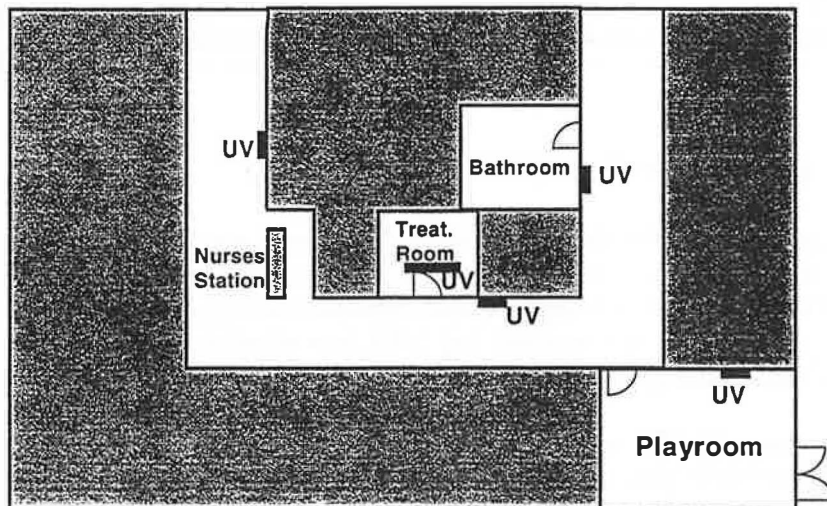 UV
Bathroom
UV
Treat.
Room
UV
Nurses
Station
UV
UV
Playroom